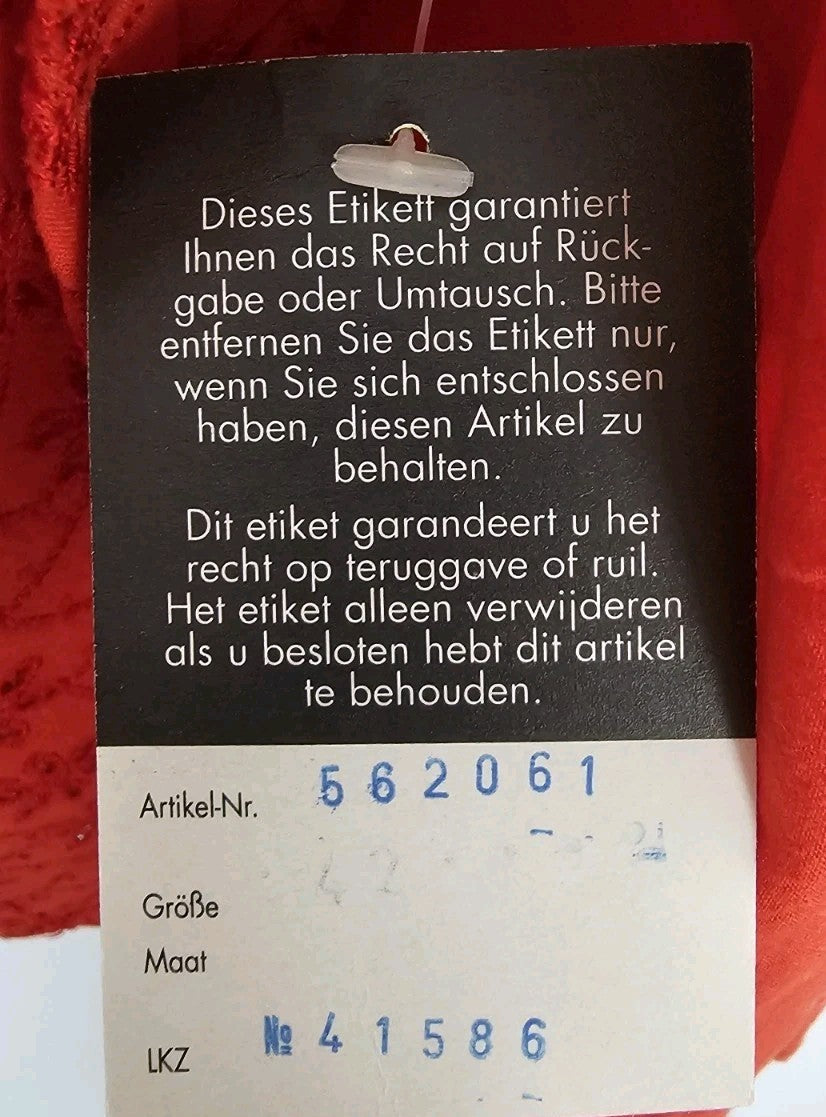 Dieses Etikett garantiert
Ihnen das Recht auf Rück-
gabe oder Umtausch. Bitte
entfernen Sie das Etikett nur,
wenn Sie sich entschlossen
haben, diesen Artikel zu
behalten.
Dit etiket garandeert u het
recht op teruggave of ruil.
Het etiket alleen verwijderen
als u besloten hebt dit artikel
te behouden.
Artikel-Nr. 562061
42
Größe
Maat
LKZ № 41586